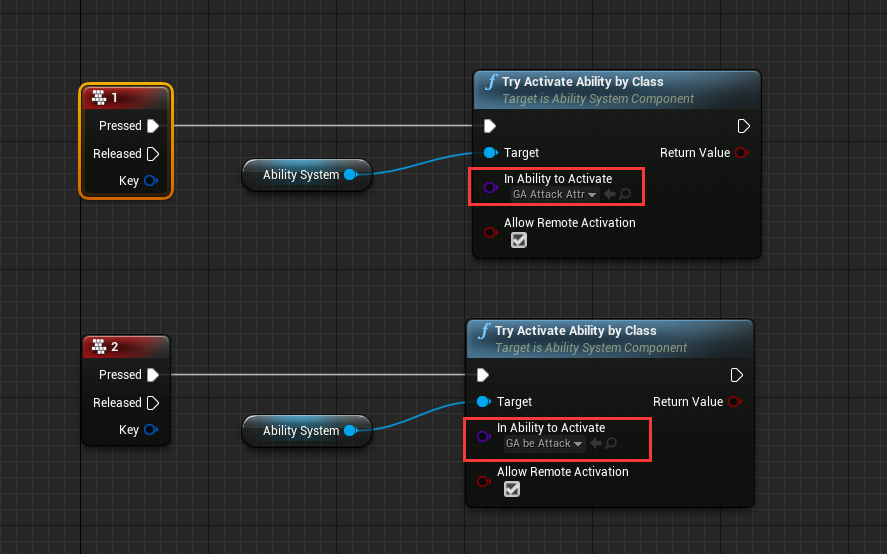 1
Pressed
Released
Key
Ability System
f Try Activate Ability by Class
Target is Ability System Component
Target
Return Value
In Ability to Activate
GA Attack Attr
Allow Remote Activation
2
Pressed
Released
Key
Ability System
f Try Activate Ability by Class
Target is Ability System Component
Target
Return Value
In Ability to Activate
GA be Attack
Allow Remote Activation